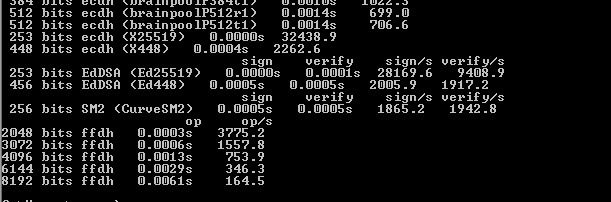 384 bits ecdh (brainpoolP384t1) 0.0010s 1022.3
512 bits ecdh (brainpoolP512r1) 0.0014s 699.0
512 bits ecdh (brainpoolP512t1) 0.0014s 706.6
253 bits ecdh (X25519) 0.0000s 32438.9
448 bits ecdh (X448) 0.0004s 2262.6
sign verify sign/s verify/s
253 bits EdDSA (Ed25519) 0.0000s 0.0001s 28169.6 9408.9
456 bits EdDSA (Ed448) 0.0005s 0.0005s 2005.9 1917.2
sign verify sign/s verify/s
256 bits SM2 (CurveSM2) 0.0005s 0.0005s 1865.2 1942.8
op op/s
2048 bits ffdh 0.0003s 3775.2
3072 bits ffdh 0.0006s 1557.8
4096 bits ffdh 0.0013s 753.9
6144 bits ffdh 0.0029s 346.3
8192 bits ffdh 0.0061s 164.5